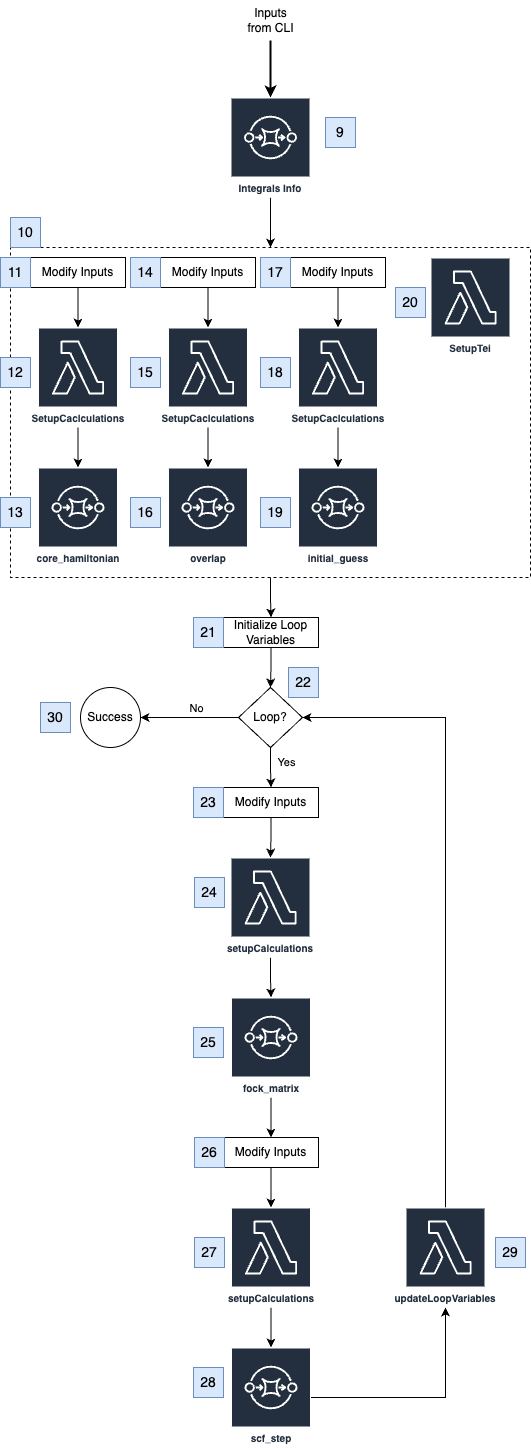 Inputs
from CLI
9
Integrals Info
10
11 Modify Inputs
14 Modify Inputs
17 Modify Inputs
20
SetupTei
12
15
18
SetupCaclculations
SetupCaclculations
SetupCaclculations
13
16
19
core_hamiltonian
overlap
initial_guess
21
Initialize Loop
Variables
22
30
Success
No
Loop?
Yes
23 Modify Inputs
24
setupCalculations
25
fock_matrix
26 Modify Inputs
27
29
setupCalculations
updateLoopVariables
28
scf_step